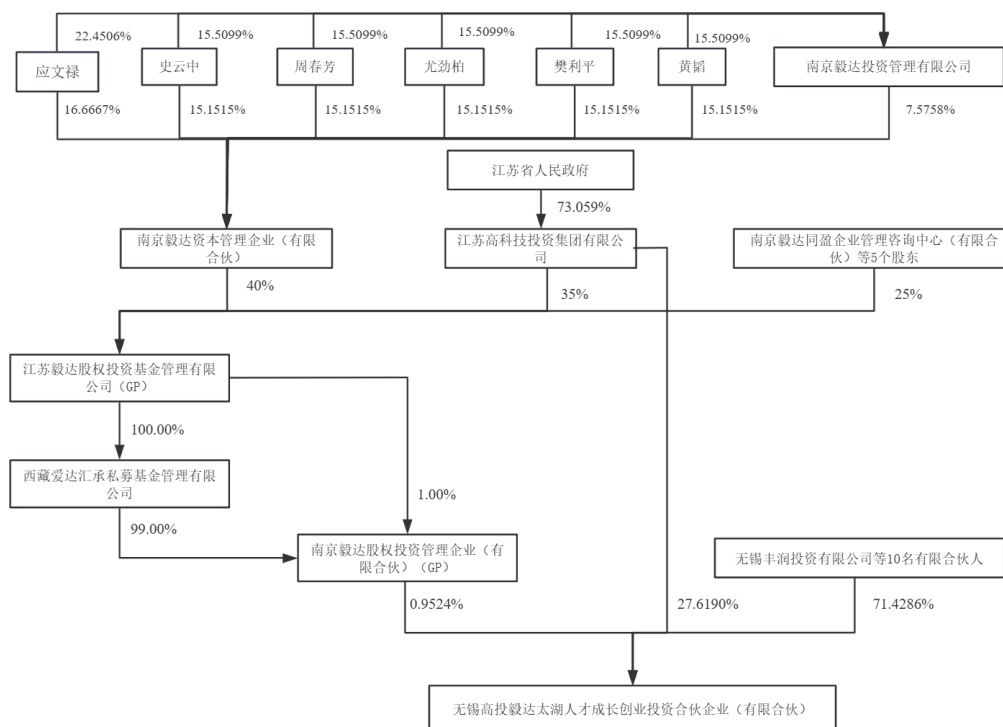 22.4506%
15.5099%
15.5099%
15.5099%
15.5099%
15.5099%
应文禄
史云中
周春芳
尤劲柏
樊利平
黄韬
南京毅达投资管理有限公司
16.6667%
15.1515%
15.1515%
15.1515%
15.1515%
15.1515%
7.5758%
江苏省人民政府
73.059%
南京毅达资本管理企业（有限
合伙）
江苏高科技投资集团有限公
司
南京毅达同盈企业管理咨询中心（有限合
伙）等5个股东
40%
35%
25%
江苏毅达股权投资基金管理有限
公司（GP）
100.00%
西藏爱达汇承私募基金管理有限
公司
1.00%
99.00%
南京毅达股权投资管理企业（有
限合伙）（GP）
无锡丰润投资有限公司等10名有限合伙人
0.9524%
27.6190%
71.4286%
无锡高投毅达太湖人才成长创业投资合伙企业（有限合伙）